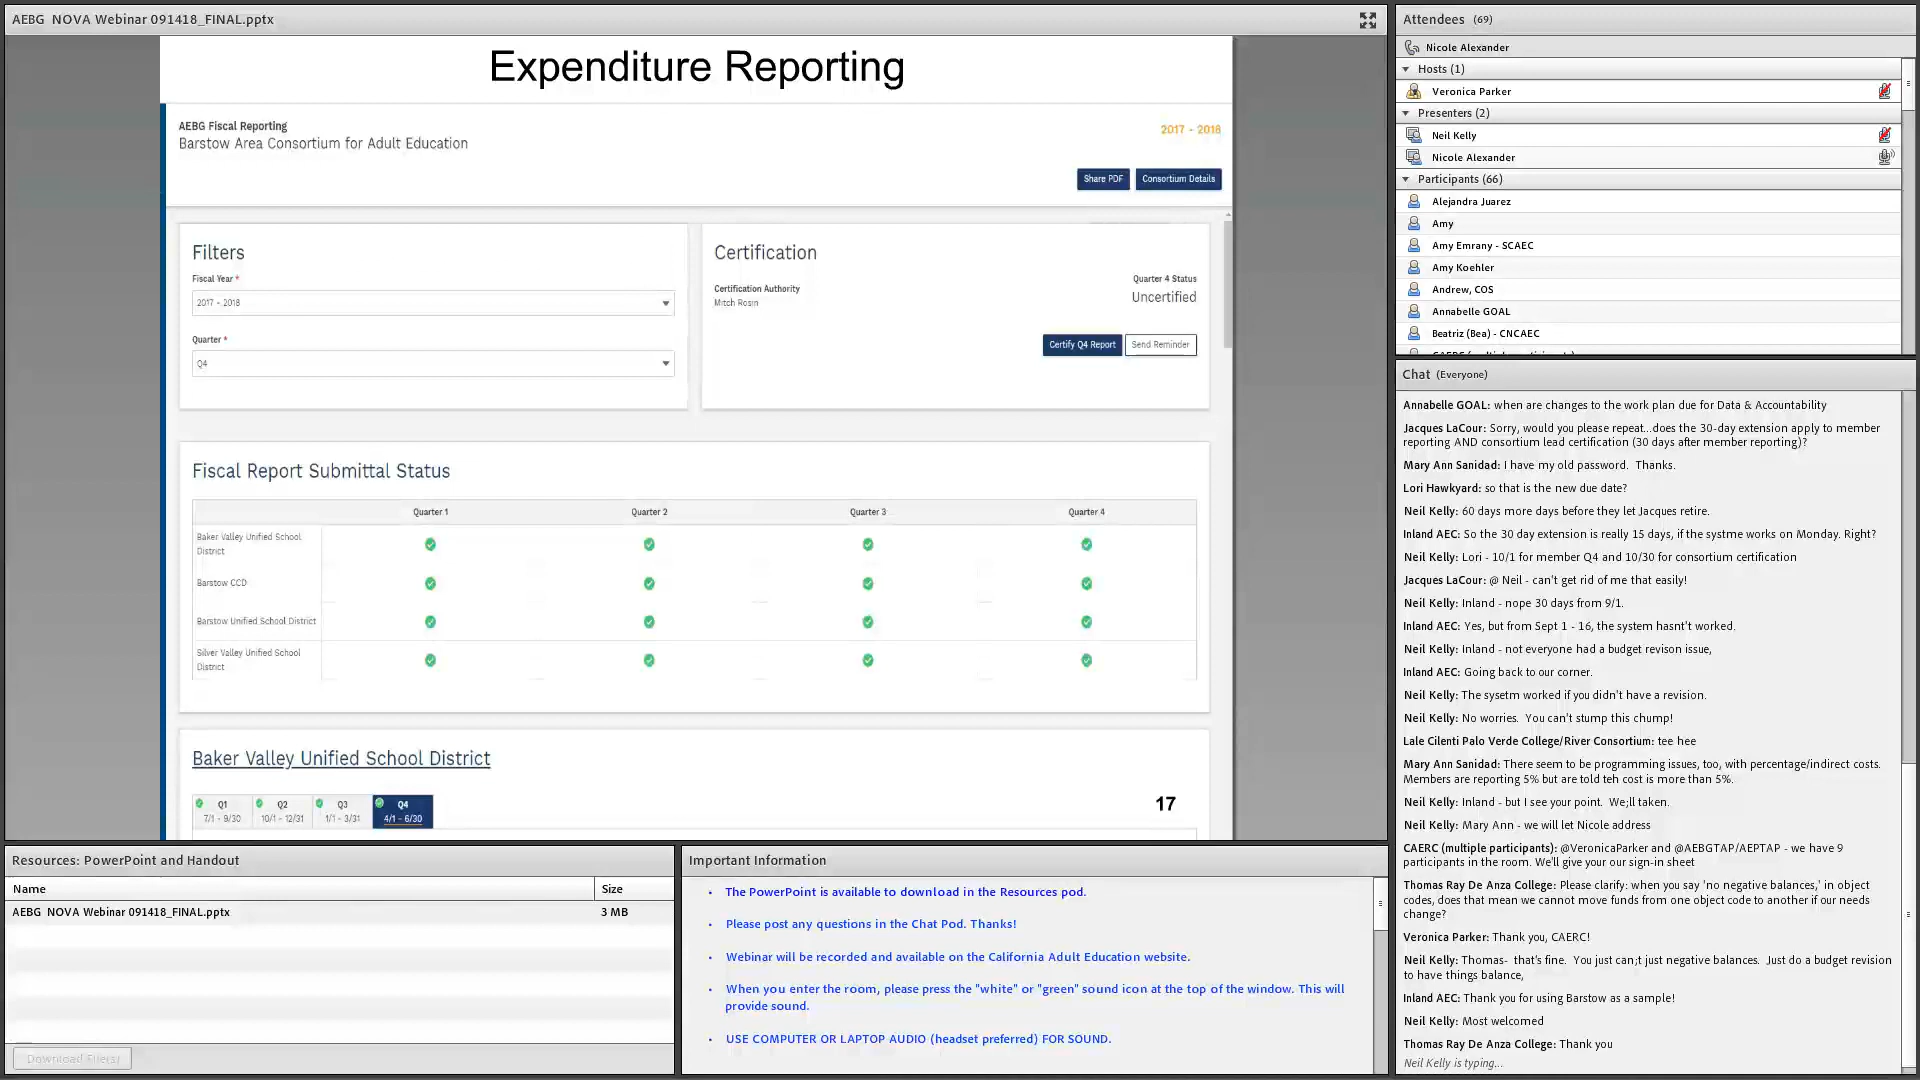 AEBG  NOVA Webinar 091418_FINAL.pptx
Expenditure Reporting
AEBG Fiscal Reporting
Barstow Area Consortium for Adult Education
2017 - 2018
Share PDF
Consortium Details
Filters
Fiscal Year *
2017 - 2018
Quarter *
Q4
Certification
Certification Authority
Mitch Rosin
Quarter 4 Status
Uncertified
Certify Q4 Report
Send Reminder
Fiscal Report Submittal Status
Quarter 1 Quarter 2 Quarter 3 Quarter 4
Baker Valley Unified School
District
Barstow CCD
Barstow Unified School District
Silver Valley Unified School
District
Baker Valley Unified School District
Q1 Q2 Q3 Q4
7/1 - 9/30 10/1 - 12/31 1/1 - 3/31 4/1 - 6/30
17
Resources: PowerPoint and Handout
Name Size
AEBG  NOVA Webinar 091418_FINAL.pptx 3 MB
Download File(s)
Important Information
• The PowerPoint is available to download in the Resources pod.
• Please post any questions in the Chat Pod. Thanks!
• Webinar will be recorded and available on the California Adult Education website.
• When you enter the room, please press the "white" or "green" sound icon at the top of the window. This will
provide sound.
• USE COMPUTER OR LAPTOP AUDIO (headset preferred) FOR SOUND.
Attendees (69)
Nicole Alexander
Hosts (1)
Veronica Parker
Presenters (2)
Neil Kelly
Nicole Alexander
Participants (66)
Alejandra Juarez
Amy
Amy Emrany - SCAEC
Amy Koehler
Andrew, COS
Annabelle GOAL
Beatriz (Bea) - CNCAEC
Chat (Everyone)
Annabelle GOAL: when are changes to the work plan due for Data & Accountability
Jacques LaCour: Sorry, would you please repeat...does the 30-day extension apply to member
reporting AND consortium lead certification (30 days after member reporting)?
Mary Ann Sanidad: I have my old password.  Thanks.
Lori Hawkyard: so that is the new due date?
Neil Kelly: 60 days more days before they let Jacques retire.
Inland AEC: So the 30 day extension is really 15 days, if the systme works on Monday. Right?
Neil Kelly: Lori - 10/1 for member Q4 and 10/30 for consortium certification
Jacques LaCour: @ Neil - can't get rid of me that easily!
Neil Kelly: Inland - nope 30 days from 9/1.
Inland AEC: Yes, but from Sept 1 - 16, the system hasnt't worked.
Neil Kelly: Inland - not everyone had a budget revison issue,
Inland AEC: Going back to our corner.
Neil Kelly: The sysetm worked if you didn't have a revision.
Neil Kelly: No worries.  You can't stump this chump!
Lale Cilenti Palo Verde College/River Consortium: tee hee
Mary Ann Sanidad: There seem to be programming issues, too, with percentage/indirect costs.
Members are reporting 5% but are told teh cost is more than 5%.
Neil Kelly: Inland - but I see your point.  We;ll taken.
Neil Kelly: Mary Ann - we will let Nicole address
CAERC (multiple participants): @VeronicaParker and @AEBGTAP/AEPTAP - we have 9
participants in the room. We'll give your our sign-in sheet
Thomas Ray De Anza College: Please clarify: when you say 'no negative balances,' in object
codes, does that mean we cannot move funds from one object code to another if our needs
change?
Veronica Parker: Thank you, CAERC!
Neil Kelly: Thomas-  that's fine.  You just can;t just negative balances.  Just do a budget revision
to have things balance,
Inland AEC: Thank you for using Barstow as a sample!
Neil Kelly: Most welcomed
Thomas Ray De Anza College: Thank you
Neil Kelly is typing...